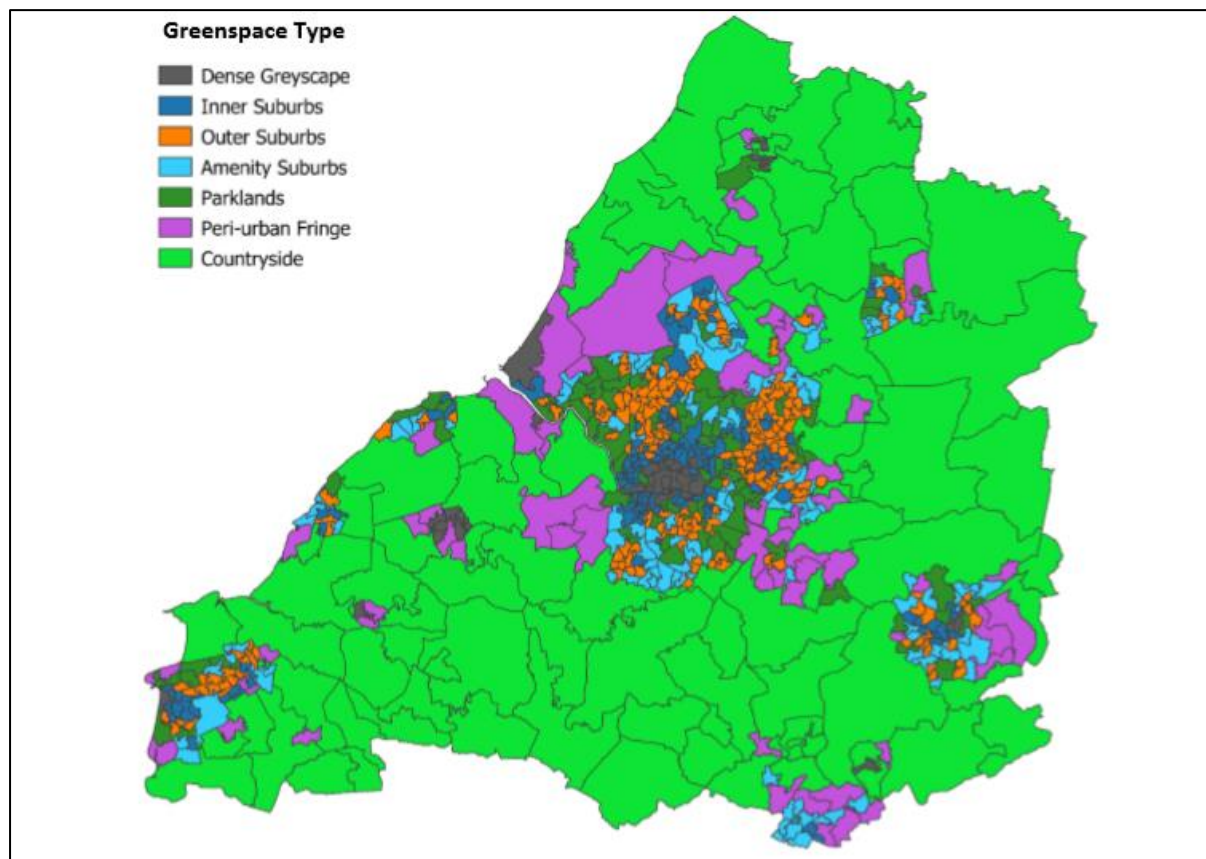 Greenspace Type
Dense Greyscape
Inner Suburbs
Outer Suburbs
Amenity Suburbs
Parklands
Peri-urban Fringe
Countryside